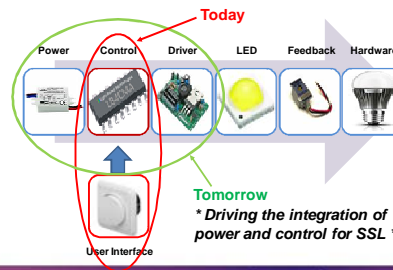 Today
Power Control Driver LED Feedback Hardware
User Interface
Tomorrow
* Driving the integration of
power and control for SSL *